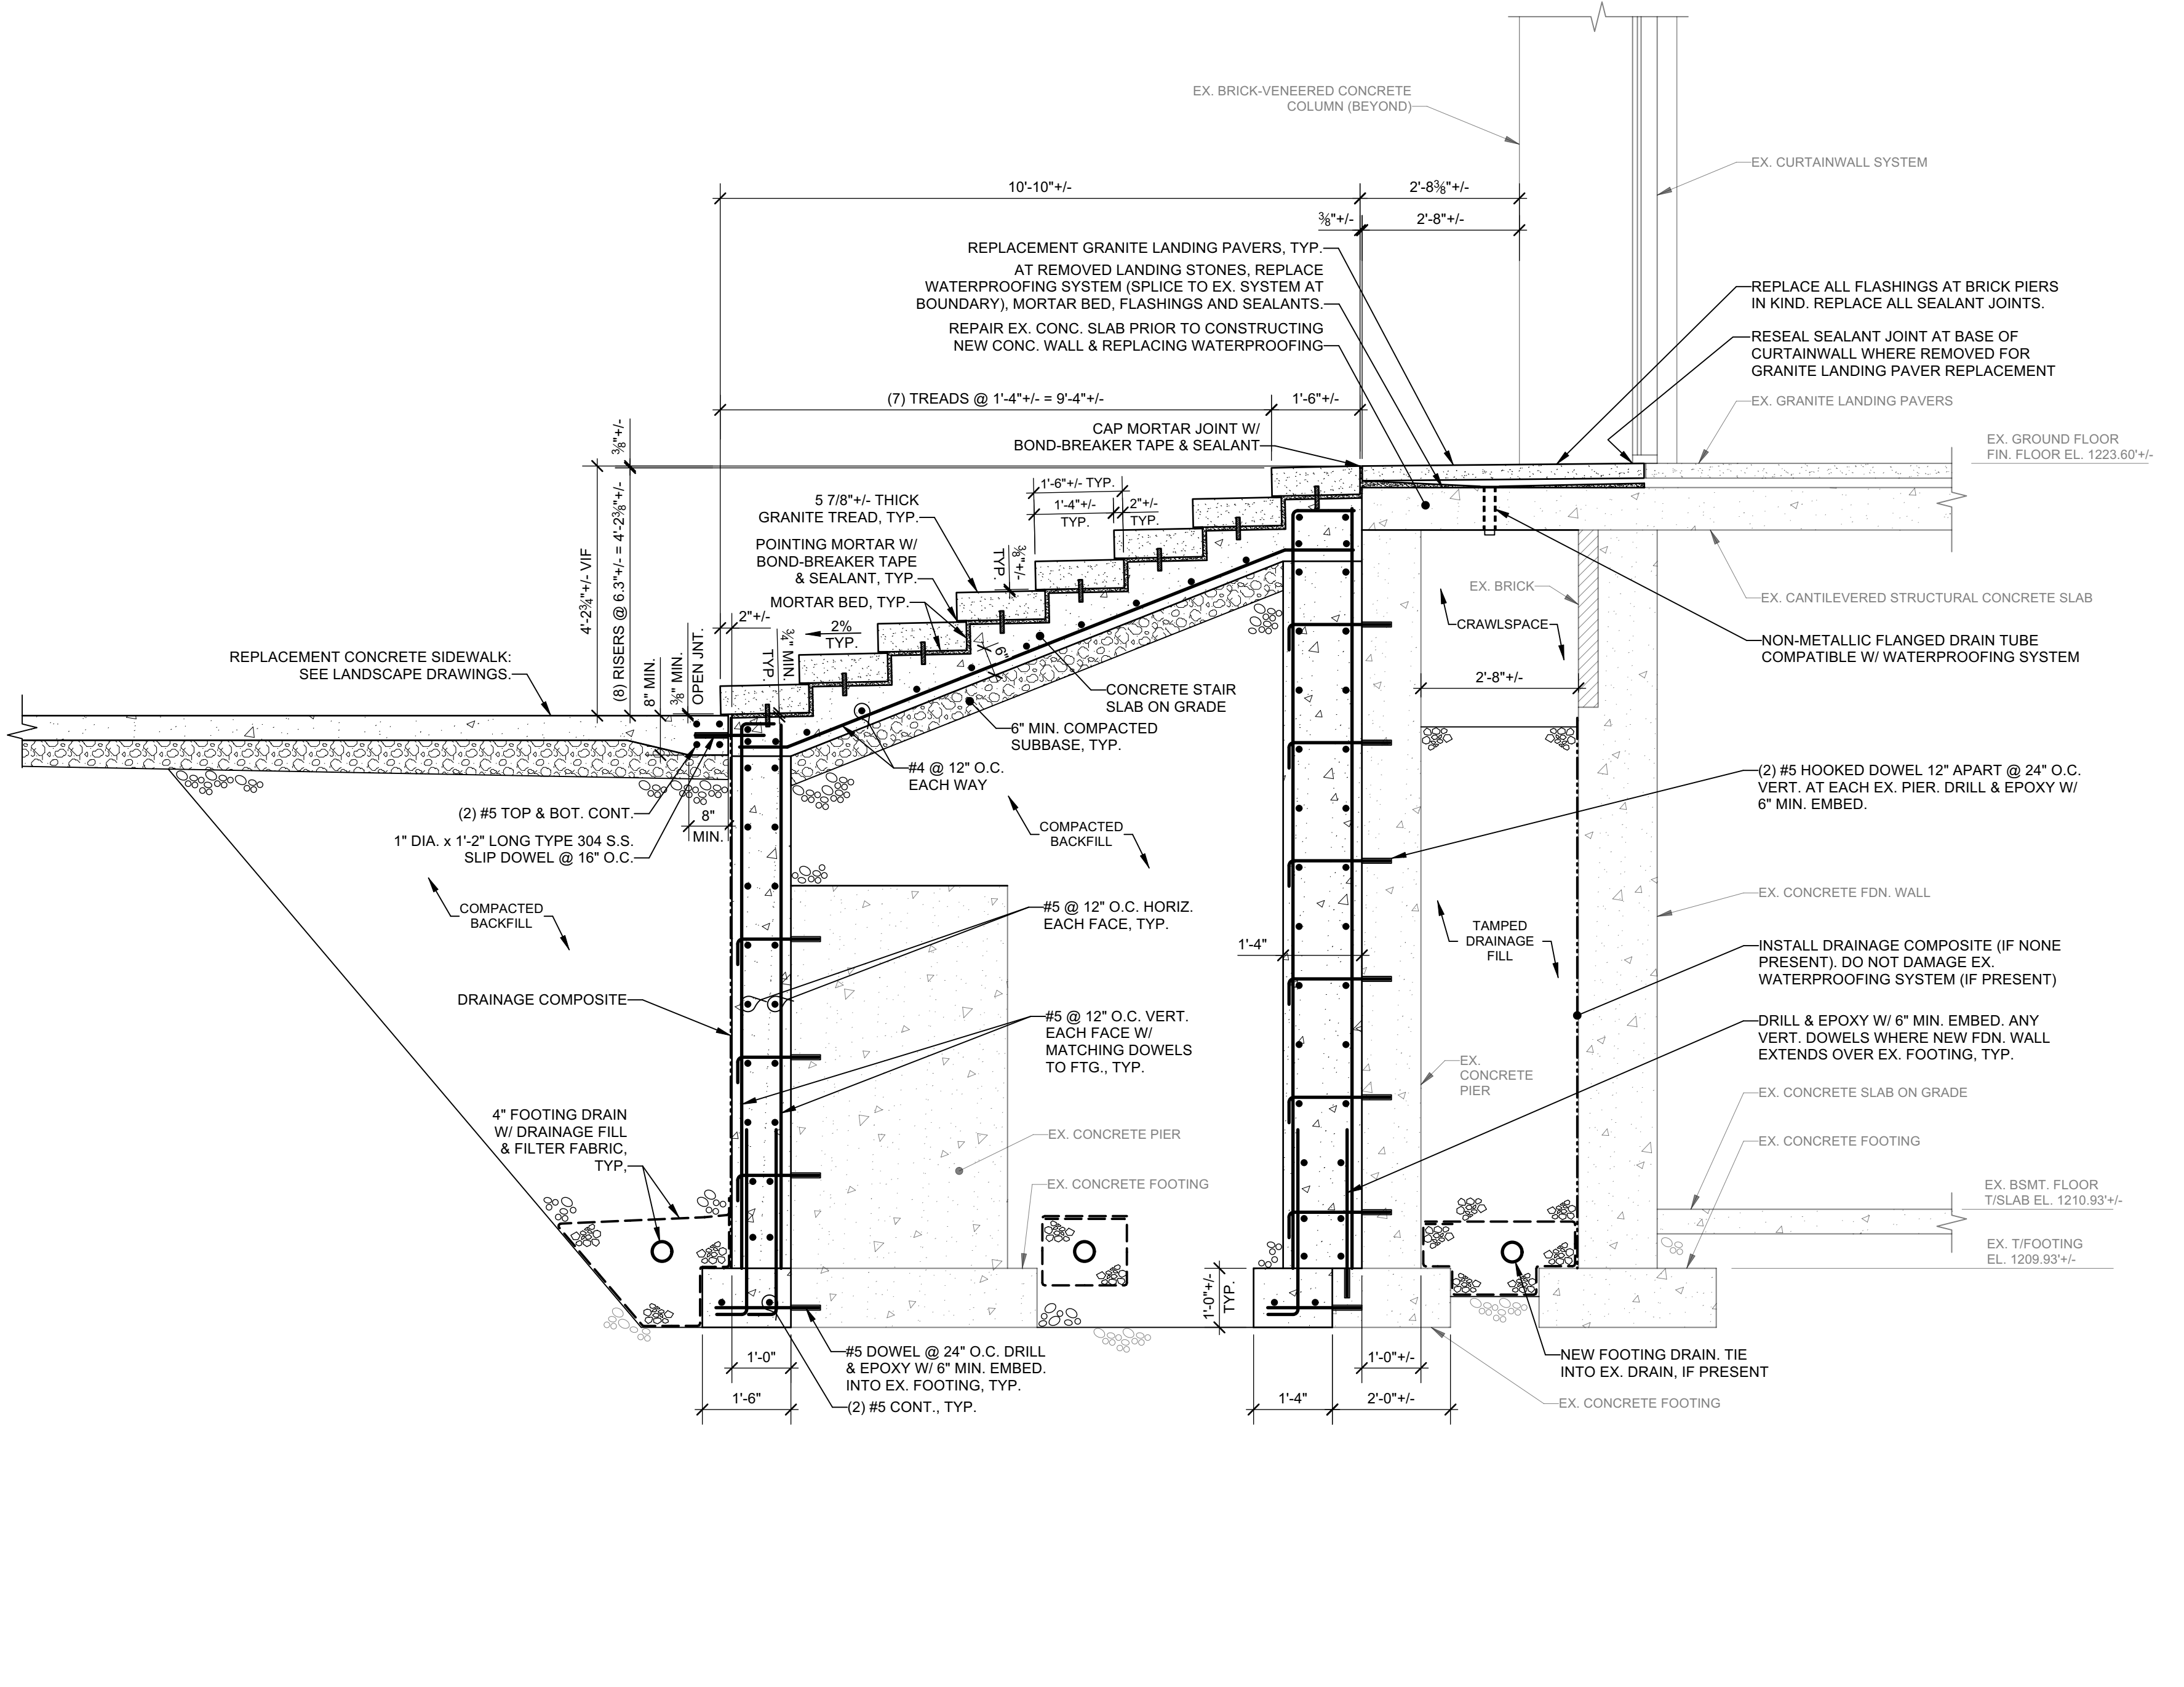 EX. BRICK-VENEERED CONCRETE
COLUMN (BEYOND)
EX. CURTAINWALL SYSTEM
10'-10"+/-
2'-8⅜"+/-
⅜"+/-
2'-8"+/-
REPLACEMENT GRANITE LANDING PAVERS, TYP.
AT REMOVED LANDING STONES, REPLACE
WATERPROOFING SYSTEM (SPLICE TO EX. SYSTEM AT
BOUNDARY), MORTAR BED, FLASHINGS AND SEALANTS.
REPAIR EX. CONC. SLAB PRIOR TO CONSTRUCTING
NEW CONC. WALL & REPLACING WATERPROOFING
REPLACE ALL FLASHINGS AT BRICK PIERS
IN KIND. REPLACE ALL SEALANT JOINTS.
RESEAL SEALANT JOINT AT BASE OF
CURTAINWALL WHERE REMOVED FOR
GRANITE LANDING PAVER REPLACEMENT
EX. GRANITE LANDING PAVERS
(7) TREADS @ 1'-4"+/- = 9'-4"+/-
1'-6"+/-
CAP MORTAR JOINT W/
BOND-BREAKER TAPE & SEALANT
EX. GROUND FLOOR
FIN. FLOOR EL. 1223.60'+/-
⅜"+/-
4'-2¾"+/- VIF
(8) RISERS @ 6.3"+/- = 4'-2⅜"+/-
1'-6"+/- TYP.
1'-4"+/-
TYP.
2"+/-
TYP.
5 7/8"+/- THICK
GRANITE TREAD, TYP.
POINTING MORTAR W/
BOND-BREAKER TAPE
& SEALANT, TYP.
MORTAR BED, TYP.
⅜"+/-
TYP.
2"+/-
2%
TYP.
¾" MIN.
TYP.
8" MIN.
⅜" MIN.
OPEN JNT.
6"
REPLACEMENT CONCRETE SIDEWALK:
SEE LANDSCAPE DRAWINGS.
EX. BRICK
CRAWLSPACE
EX. CANTILEVERED STRUCTURAL CONCRETE SLAB
NON-METALLIC FLANGED DRAIN TUBE
COMPATIBLE W/ WATERPROOFING SYSTEM
2'-8"+/-
CONCRETE STAIR
SLAB ON GRADE
6" MIN. COMPACTED
SUBBASE, TYP.
#4 @ 12" O.C.
EACH WAY
(2) #5 TOP & BOT. CONT.
8"
MIN.
1" DIA. x 1'-2" LONG TYPE 304 S.S.
SLIP DOWEL @ 16" O.C.
COMPACTED
BACKFILL
(2) #5 HOOKED DOWEL 12" APART @ 24" O.C.
VERT. AT EACH EX. PIER. DRILL & EPOXY W/
6" MIN. EMBED.
COMPACTED
BACKFILL
#5 @ 12" O.C. HORIZ.
EACH FACE, TYP.
1'-4"
TAMPED
DRAINAGE
FILL
EX. CONCRETE FDN. WALL
INSTALL DRAINAGE COMPOSITE (IF NONE
PRESENT). DO NOT DAMAGE EX.
WATERPROOFING SYSTEM (IF PRESENT)
DRAINAGE COMPOSITE
#5 @ 12" O.C. VERT.
EACH FACE W/
MATCHING DOWELS
TO FTG., TYP.
DRILL & EPOXY W/ 6" MIN. EMBED. ANY
VERT. DOWELS WHERE NEW FDN. WALL
EXTENDS OVER EX. FOOTING, TYP.
EX.
CONCRETE
PIER
EX. CONCRETE SLAB ON GRADE
4" FOOTING DRAIN
W/ DRAINAGE FILL
& FILTER FABRIC,
TYP,
EX. CONCRETE PIER
EX. CONCRETE FOOTING
EX. CONCRETE FOOTING
EX. BSMT. FLOOR
T/SLAB EL. 1210.93'+/-
EX. T/FOOTING
EL. 1209.93'+/-
1'-0"+/-
TYP.
1'-0"
1'-6"
#5 DOWEL @ 24" O.C. DRILL
& EPOXY W/ 6" MIN. EMBED.
INTO EX. FOOTING, TYP.
(2) #5 CONT., TYP.
1'-0"+/-
1'-4"
2'-0"+/-
NEW FOOTING DRAIN. TIE
INTO EX. DRAIN, IF PRESENT
EX. CONCRETE FOOTING